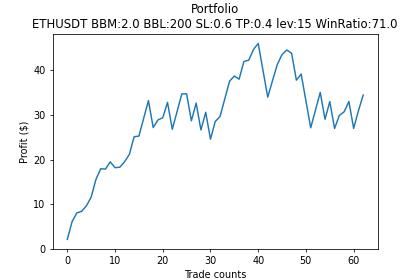 Portfolio
ETHUSDT BBM:2.0 BBL:200 SL:0.6 TP:0.4 lev:15 WinRatio:71.0
40
30
20
10
0
Profit ($)
0 10 20 30 40 50 60
Trade counts